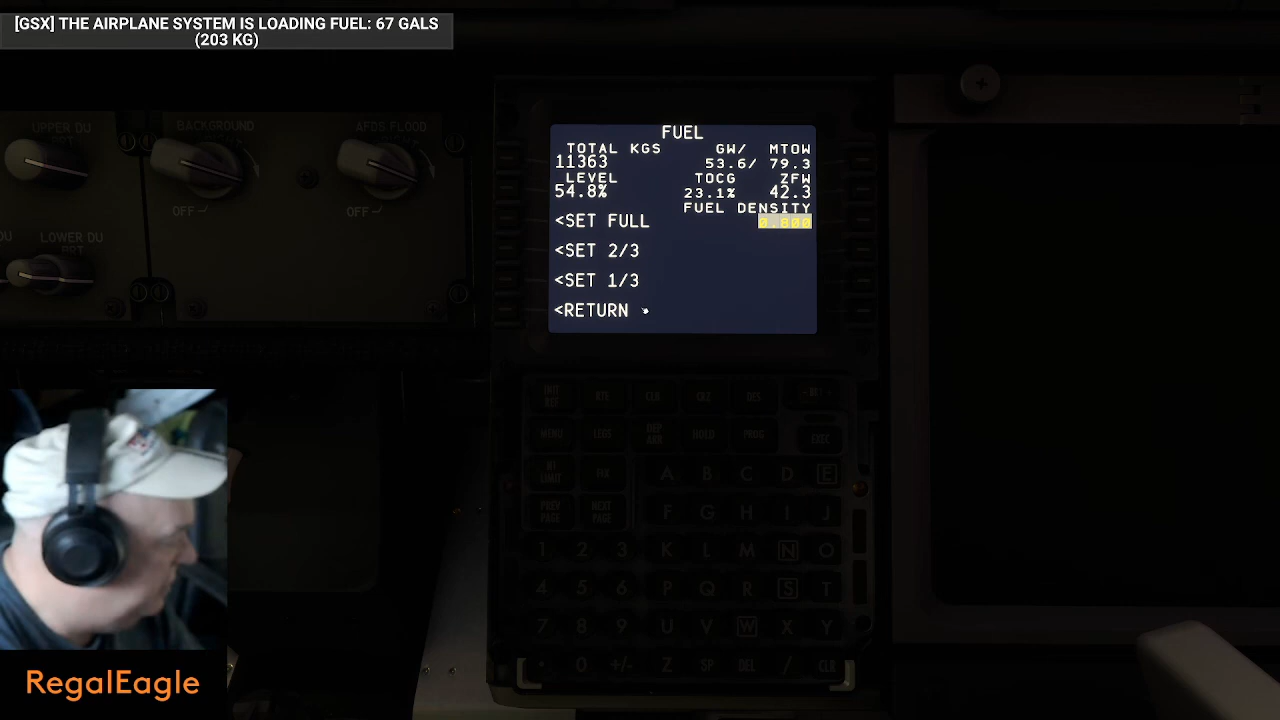 [GSX] THE AIRPLANE SYSTEM IS LOADING FUEL: 67 GALS
(203 KG)
UPPER DU
BACKGROUND
AFDS FLOOD
OFF
OFF
LOWER DU
FUEL
TOTAL KGS GW/ MTOW
11363 53.6/ 79.3
LEVEL TOCG ZFW
54.8% 23.1% 42.3
FUEL DENSITY
<SET FULL 0.800
<SET 2/3
<SET 1/3
<RETURN
INIT REF RTE CLB CRZ DES
MENU LEGS DEP ARR HOLD PROG EXEC
N1 LIMIT FIX A B C D E
PREV PAGE NEXT PAGE F G H I J
1 2 3 K L M N O
4 5 6 P Q R S T
7 8 9 U V W X Y
. 0 +/- Z SP DEL / CLR
RegalEagle